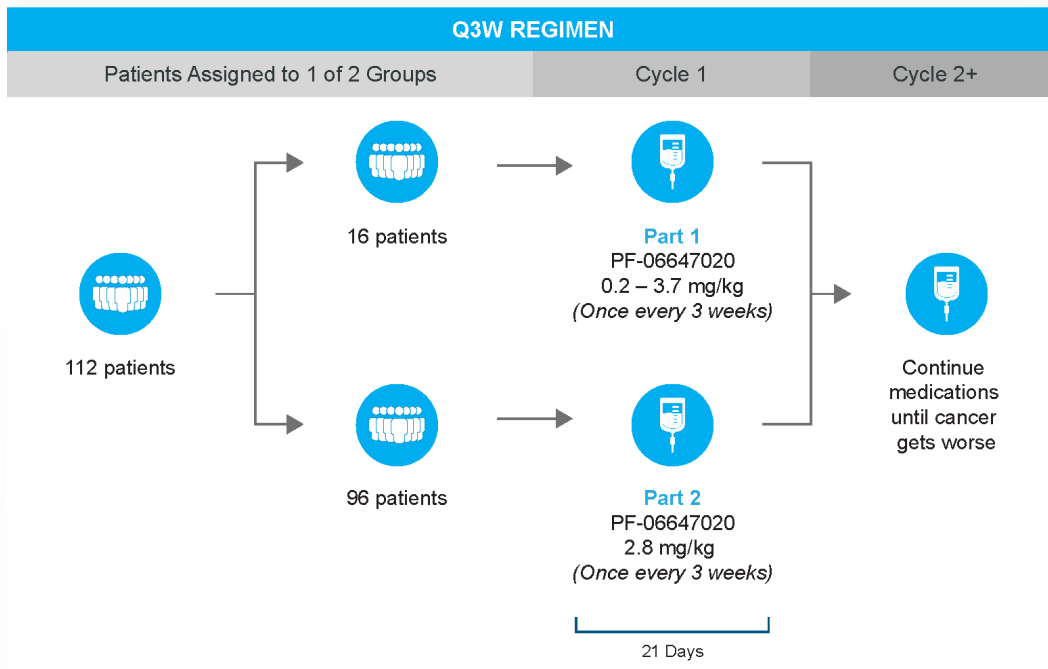 Q3W REGIMEN
Patients Assigned to 1 of 2 Groups
Cycle 1
Cycle 2+
112 patients
16 patients
Part 1
PF-06647020
0.2 – 3.7 mg/kg
(Once every 3 weeks)
96 patients
Part 2
PF-06647020
2.8 mg/kg
(Once every 3 weeks)
21 Days
Continue
medications
until cancer
gets worse